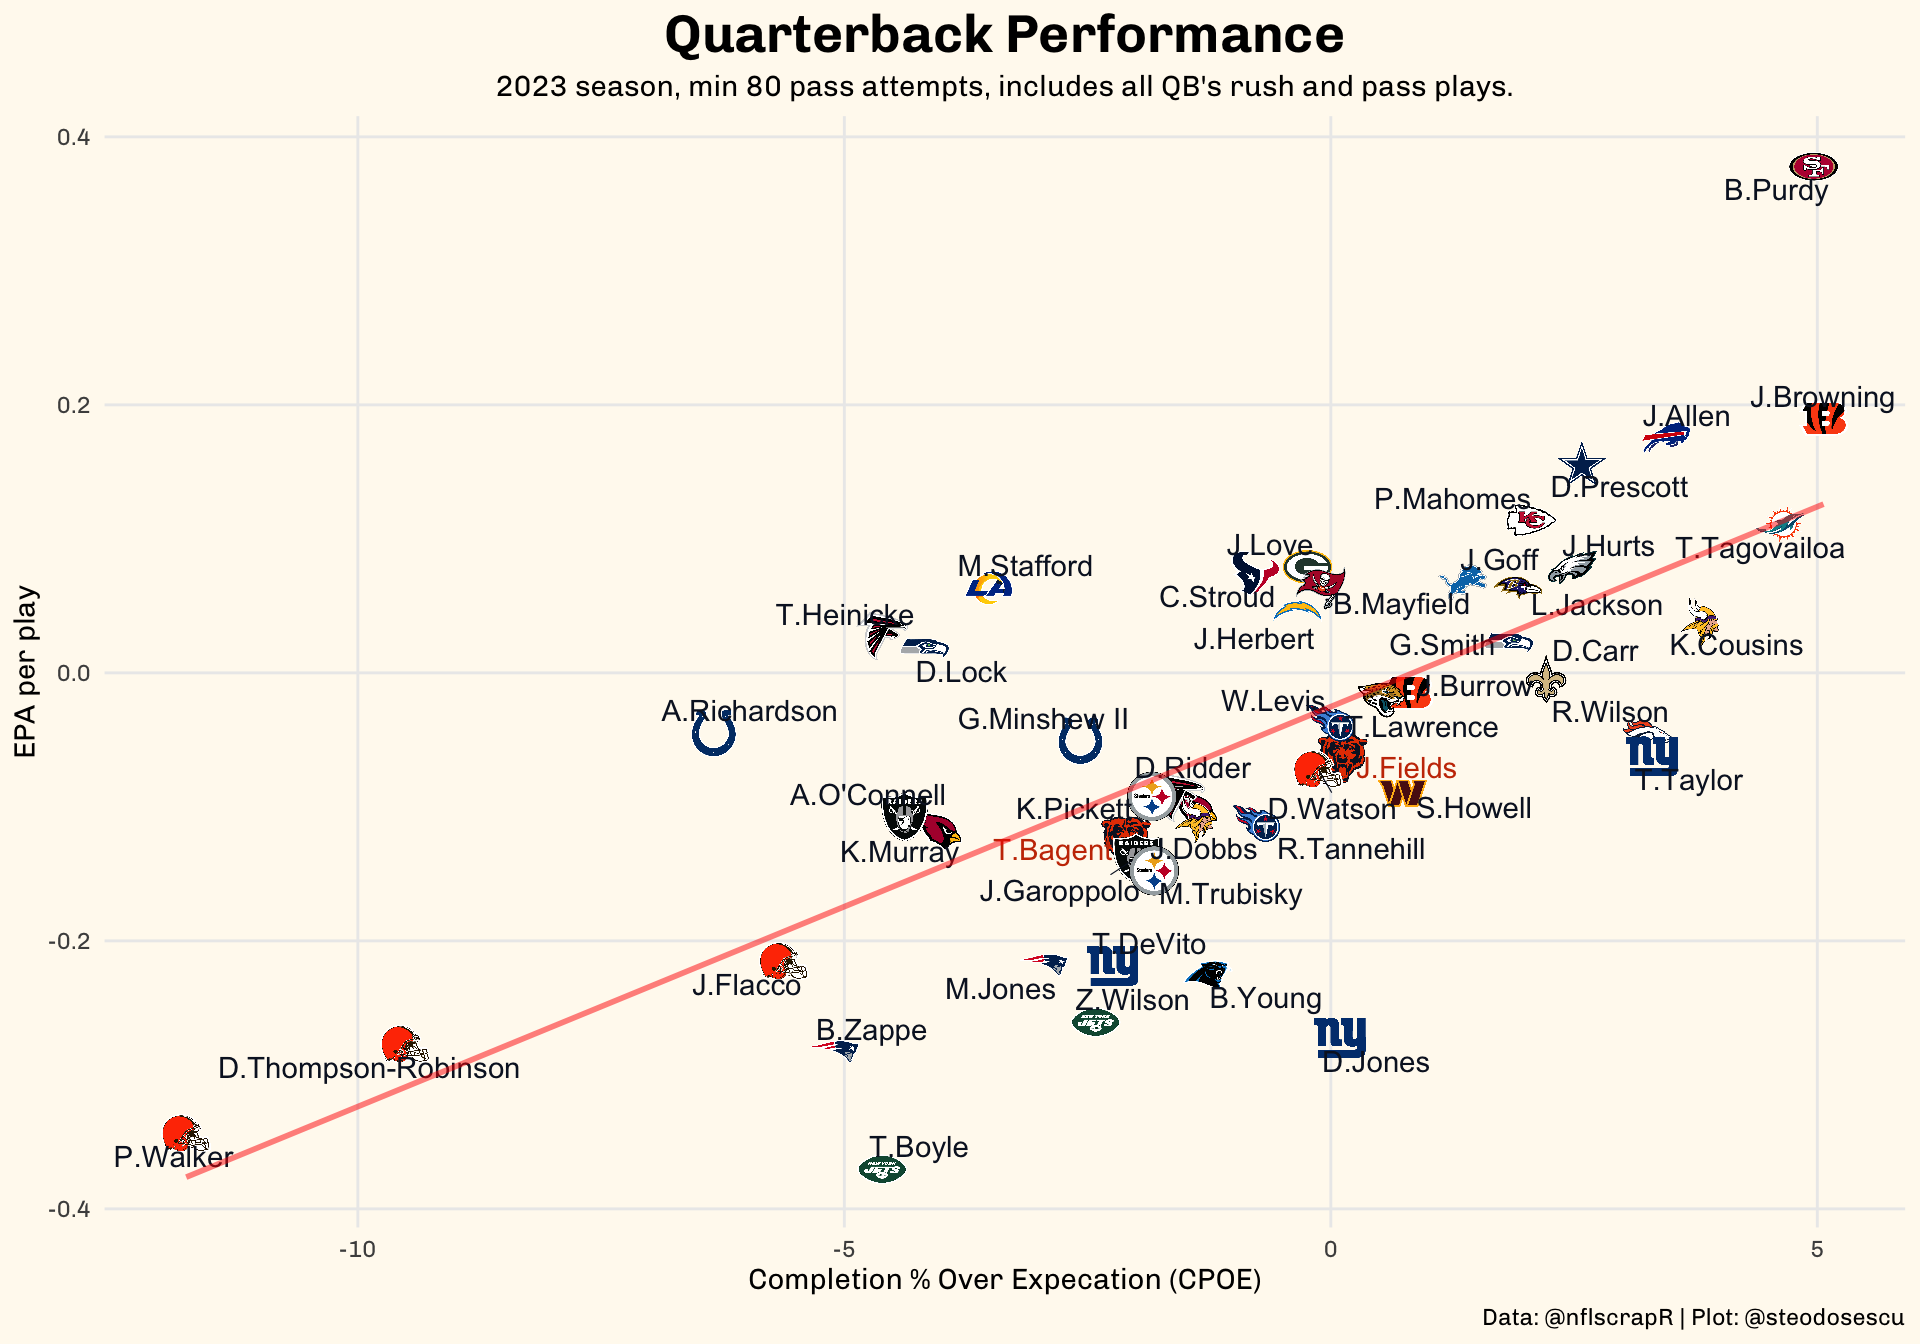 Quarterback Performance
2023 season, min 80 pass attempts, includes all QB's rush and pass plays.
0.4
B.Purdy
0.2
J.Browning
J.Allen
D.Prescott
P.Mahomes
J.Love
J.Goff
J.Hurts
T.Tagovailoa
M.Stafford
C.Stroud
B.Mayfield
L.Jackson
T.Heinicke
J.Herbert
G.Smith
D.Carr
K.Cousins
0.0
D.Lock
J.Burrow
W.Levis
A.Richardson
G.Minshew II
T.Lawrence
R.Wilson
D.Ridder
J.Fields
T.Taylor
A.O'Connell
K.Pickett
D.Watson
S.Howell
K.Murray
T.Bagent
J.Dobbs
R.Tannehill
J.Garoppolo
M.Trubisky
-0.2
T.DeVito
J.Flacco
M.Jones
Z.Wilson
B.Young
B.Zappe
D.Thompson-Robinson
D.Jones
P.Walker
T.Boyle
-0.4
EPA per play
-10
-5
0
5
Completion % Over Expecation (CPOE)
Data: @nflscrapR | Plot: @steodosescu